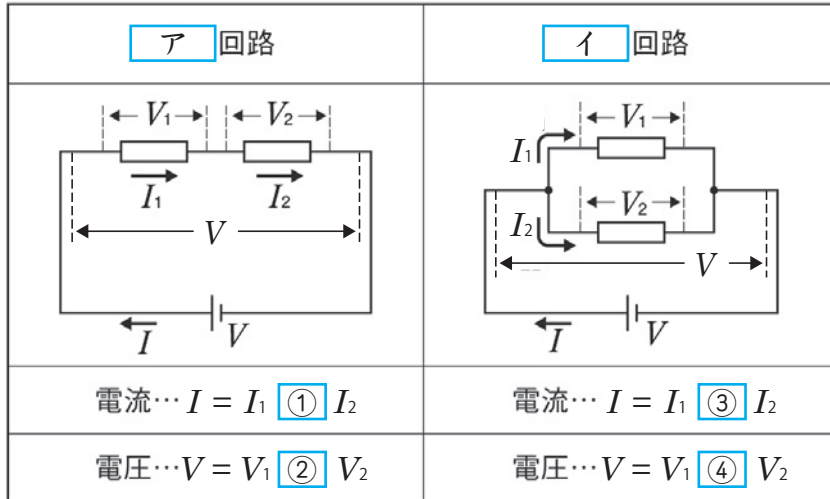 ア 回路
イ 回路
V₁ V₂
I₁ I₂
V
I V
V₁
I₁
V₂
I₂
V
I V
電流…I = I₁ ① I₂
電流…I = I₁ ③ I₂
電圧…V = V₁ ② V₂
電圧…V = V₁ ④ V₂